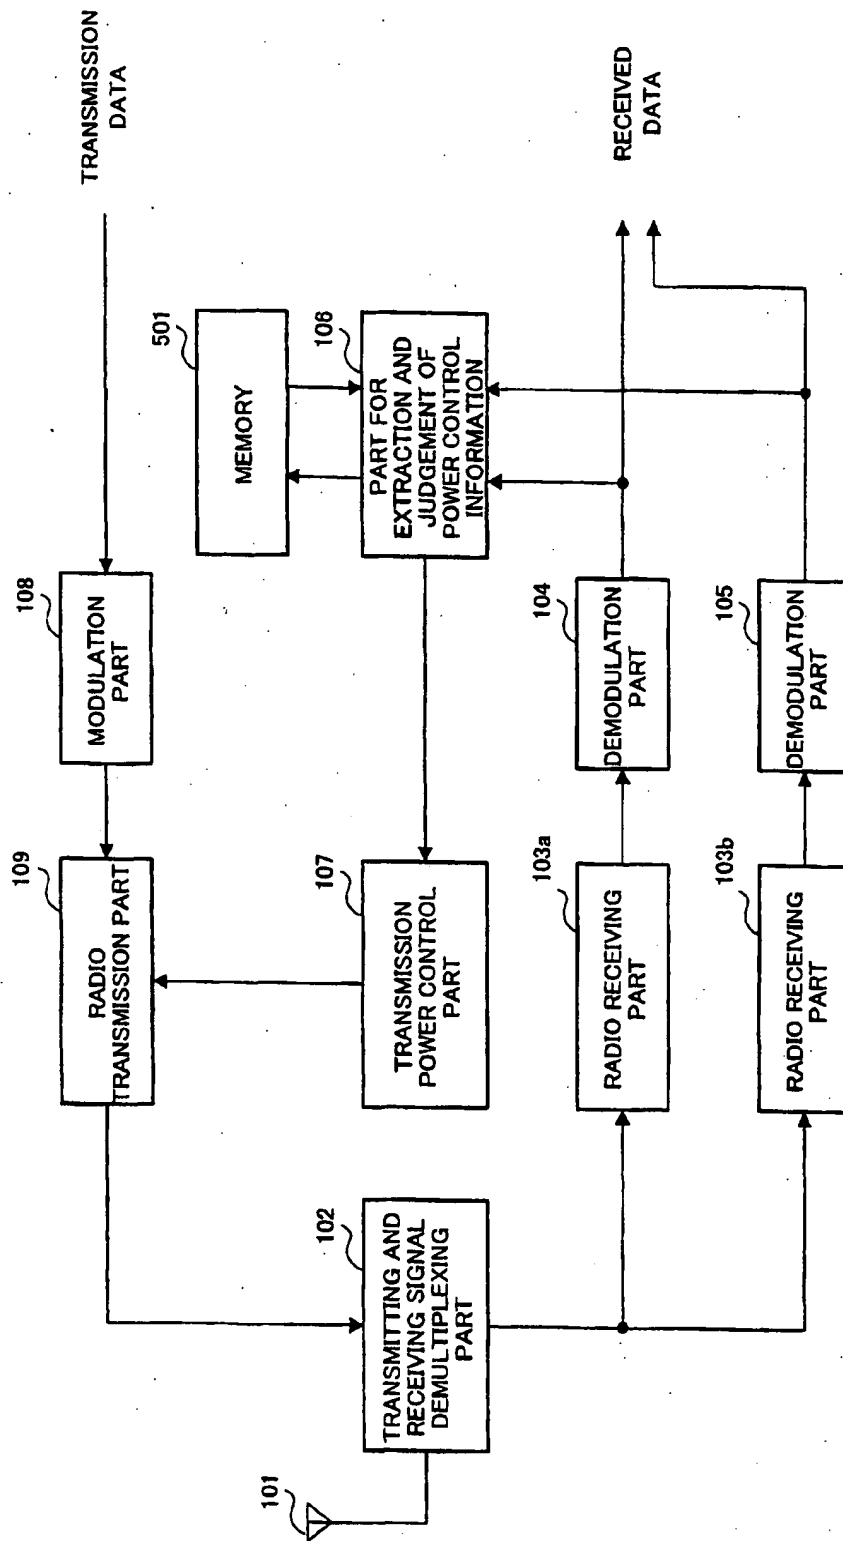 TRANSMISSION
DATA
108
MODULATION
PART
109
RADIO
TRANSMISSION PART
501
MEMORY
106
PART FOR
EXTRACTION AND
JUDGEMENT OF
POWER CONTROL
INFORMATION
107
TRANSMISSION
POWER CONTROL
PART
101
102
TRANSMITTING AND
RECEIVING SIGNAL
DEMULTIPLEXING
PART
103a
RADIO RECEIVING
PART
104
DEMODULATION
PART
RECEIVED
DATA
103b
RADIO RECEIVING
PART
105
DEMODULATION
PART